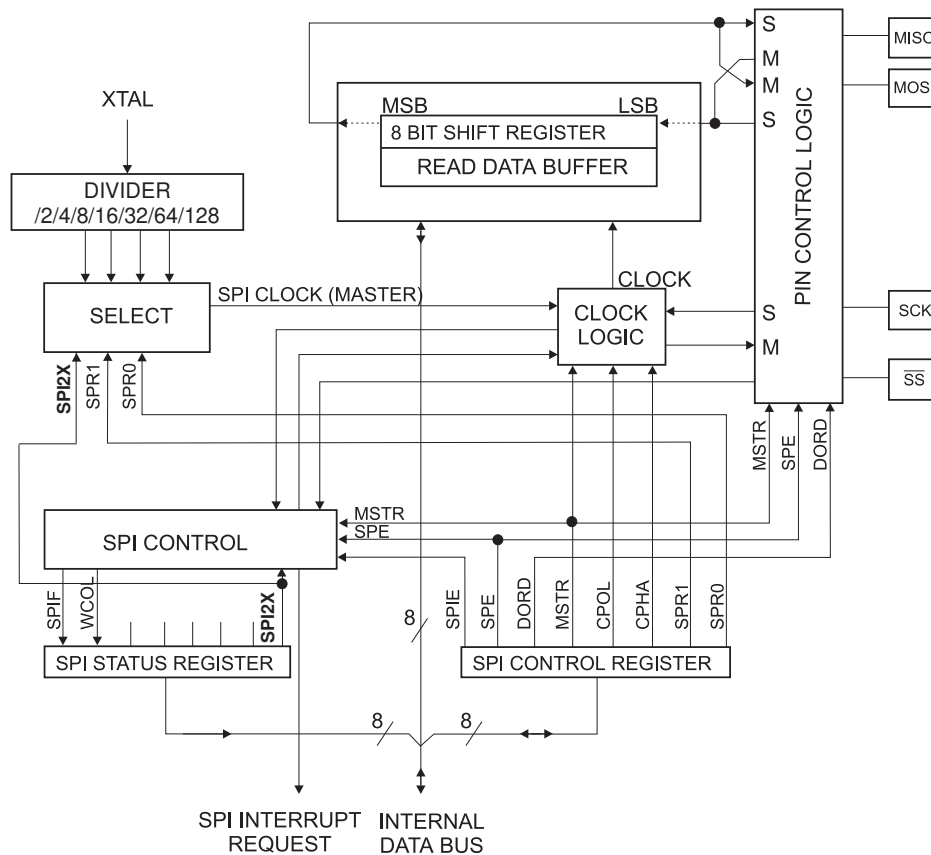 S
MISO
M
XTAL
MSB
LSB
M
MOSI
8 BIT SHIFT REGISTER
S
READ DATA BUFFER
PIN CONTROL LOGIC
DIVIDER
/2/4/8/16/32/64/128
CLOCK
SPI CLOCK (MASTER)
SELECT
CLOCK
LOGIC
S
SCK
M
SPI2X
SPR1
SPR0
SS
MSTR
SPE
DORD
MSTR
SPE
SPI CONTROL
SPIF
WCOL
SPI2X
8
SPIE
SPE
DORD
MSTR
CPOL
CPHA
SPR1
SPR0
SPI STATUS REGISTER
SPI CONTROL REGISTER
8
8
SPI INTERRUPT
REQUEST
INTERNAL
DATA BUS